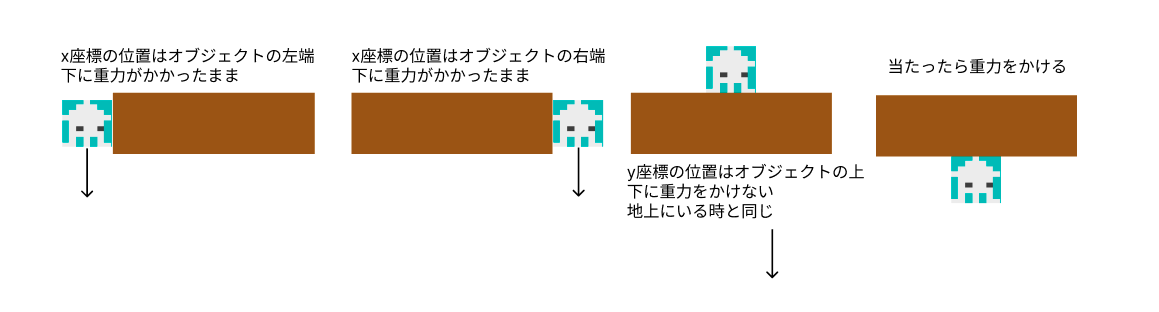 x座標の位置はオブジェクトの左端
下に重力がかかったまま
x座標の位置はオブジェクトの右端
下に重力がかかったまま
y座標の位置はオブジェクトの上
下に重力をかけない
地上にいる時と同じ
当たったら重力をかける